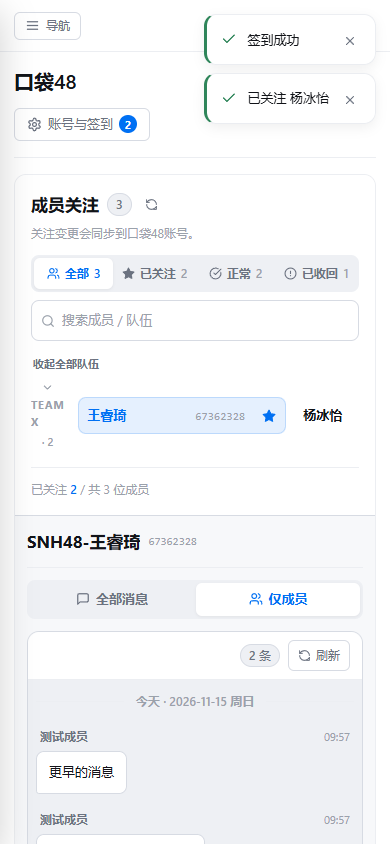 导航
签到成功
口袋48
已关注 杨冰怡
账号与签到 2
成员关注 3
关注变更会同步到口袋48账号。
全部 3 已关注 2 正常 2 已收回 1
搜索成员 / 队伍
收起全部队伍
TEAM X
· 2
王睿琦 67362328 杨冰怡
已关注 2 / 共 3 位成员
SNH48-王睿琦 67362328
全部消息 仅成员
2 条 刷新
今天 · 2026-11-15 周日
测试成员 09:57
更早的消息
测试成员 09:57